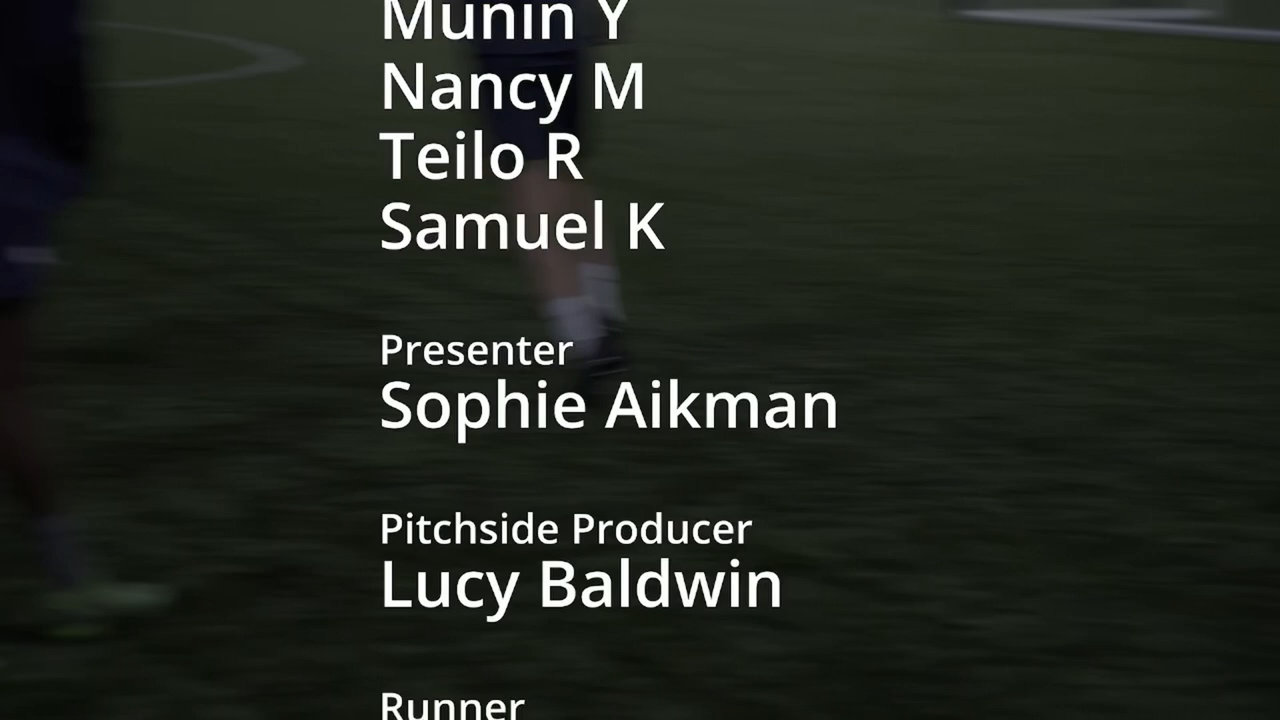 Munin Y
Nancy M
Teilo R
Samuel K
Presenter
Sophie Aikman
Pitchside Producer
Lucy Baldwin
Runner